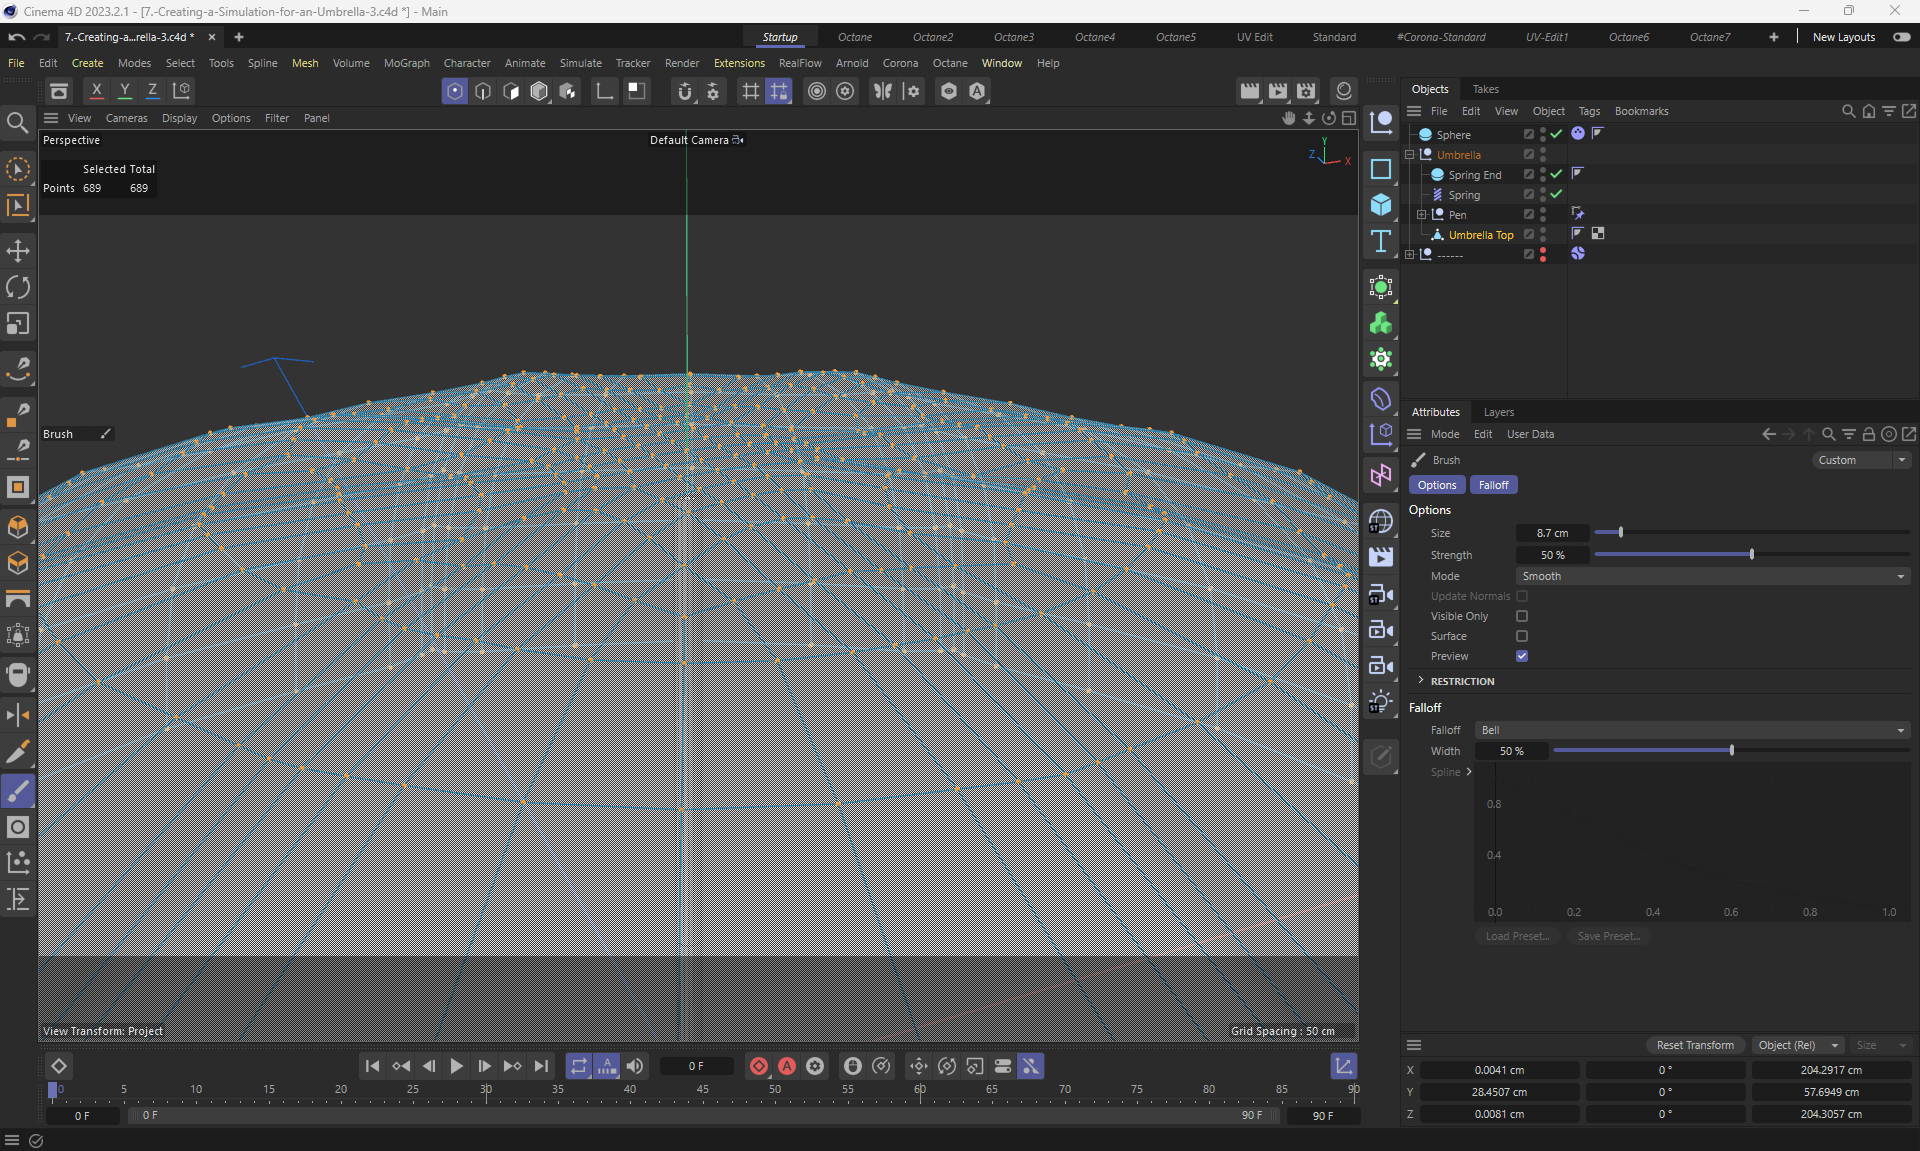 Cinema 4D 2023.2.1 - [7.-Creating-a-Simulation-for-an-Umbrella-3.c4d *] - Main
7.-Creating-a...rella-3.c4d *
Startup Octane Octane2 Octane3 Octane4 Octane5 UV Edit Standard #Corona-Standard UV-Edit1 Octane6 Octane7 New Layouts
File Edit Create Modes Select Tools Spline Mesh Volume MoGraph Character Animate Simulate Tracker Render Extensions RealFlow Arnold Corona Octane Window Help
X Y Z
Objects Takes
View Cameras Display Options Filter Panel
File Edit View Object Tags Bookmarks
Perspective
Default Camera
Y
Z X
Selected Total
Points 689 689
Brush
Sphere
Umbrella
Spring End
Spring
Pen
Umbrella Top
------
Attributes Layers
Mode Edit User Data
Brush Custom
Options Falloff
Options
Size 8.7 cm
Strength 50 %
Mode Smooth
Update Normals
Visible Only
Surface
Preview
RESTRICTION
Falloff
Falloff Bell
Width 50 %
Spline
0.8
0.4
0.0 0.2 0.4 0.6 0.8 1.0
Load Preset... Save Preset...
View Transform: Project
Grid Spacing : 50 cm
0 F
Reset Transform Object (Rel) Size
0 5 10 15 20 25 30 35 40 45 50 55 60 65 70 75 80 85 90
0 F 0 F 90 F 90 F
X 0.0041 cm 0 ° 204.2917 cm
Y 28.4507 cm 0 ° 57.6949 cm
Z 0.0081 cm 0 ° 204.3057 cm